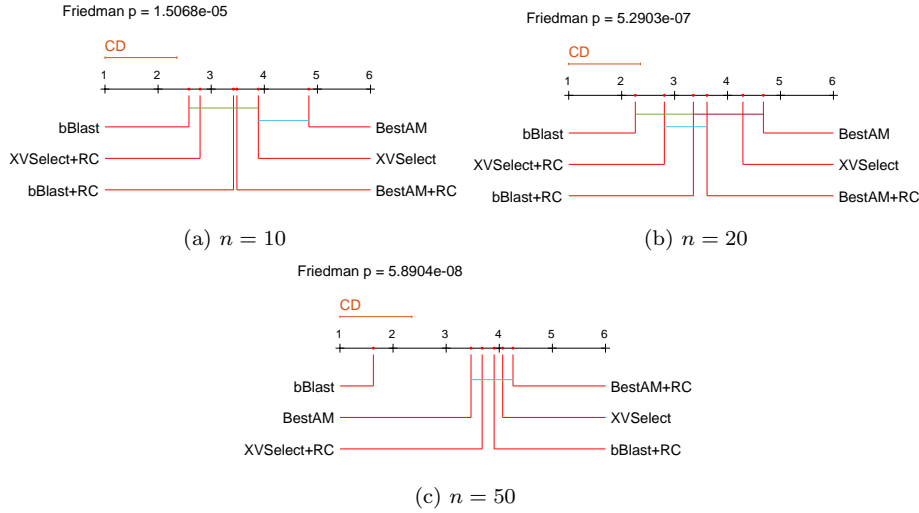 Friedman p = 1.5068e-05
CD
1 2 3 4 5 6
bBlast BestAM
XVSelect+RC XVSelect
bBlast+RC BestAM+RC
(a) n = 10
Friedman p = 5.2903e-07
CD
1 2 3 4 5 6
bBlast BestAM
XVSelect+RC XVSelect
bBlast+RC BestAM+RC
(b) n = 20
Friedman p = 5.8904e-08
CD
1 2 3 4 5 6
bBlast BestAM+RC
BestAM XVSelect
XVSelect+RC bBlast+RC
(c) n = 50